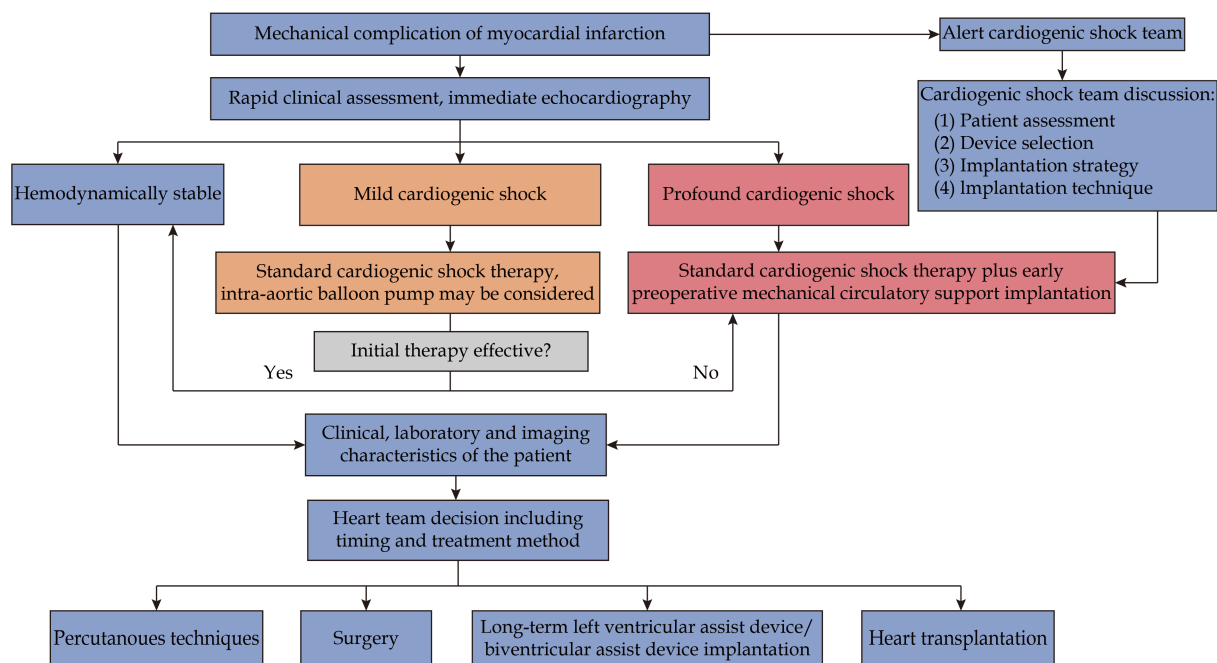 Mechanical complication of myocardial infarction
Alert cardiogenic shock team
Rapid clinical assessment, immediate echocardiography
Cardiogenic shock team discussion:
(1) Patient assessment
(2) Device selection
(3) Implantation strategy
(4) Implantation technique
Hemodynamically stable
Mild cardiogenic shock
Profound cardiogenic shock
Standard cardiogenic shock therapy,
intra-aortic balloon pump may be considered
Standard cardiogenic shock therapy plus early
preoperative mechanical circulatory support implantation
Initial therapy effective?
Yes
No
Clinical, laboratory and imaging
characteristics of the patient
Heart team decision including
timing and treatment method
Percutanoues techniques
Surgery
Long-term left ventricular assist device/
biventricular assist device implantation
Heart transplantation